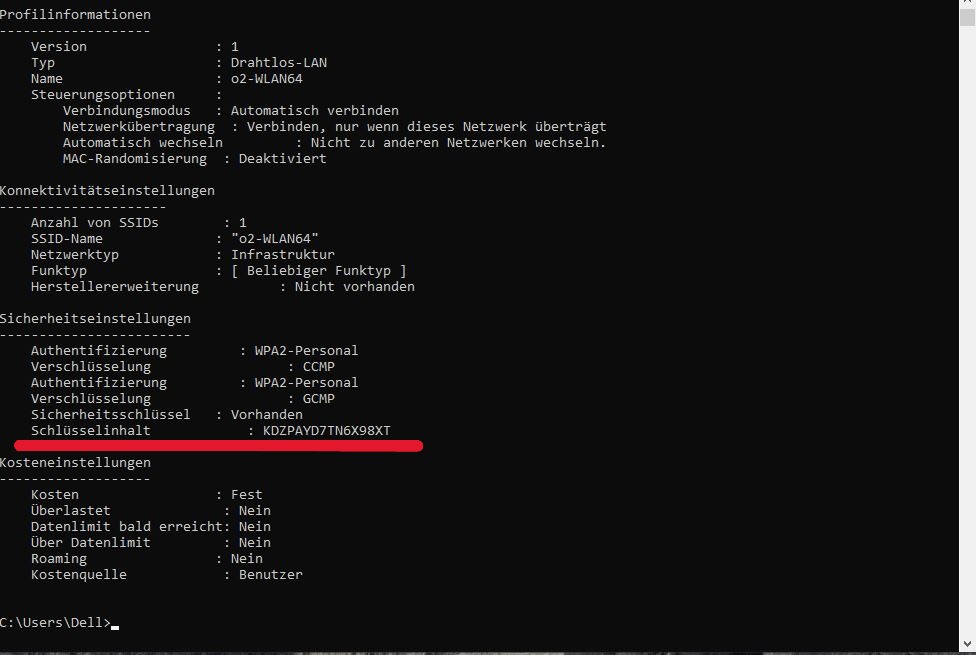 Profilinformationen
-------------------
Version : 1
Typ : Drahtlos-LAN
Name : o2-WLAN64
Steuerungsoptionen :
Verbindungsmodus : Automatisch verbinden
Netzwerkübertragung : Verbinden, nur wenn dieses Netzwerk überträgt
Automatisch wechseln : Nicht zu anderen Netzwerken wechseln.
MAC-Randomisierung : Deaktiviert
Konnektivitätseinstellungen
---------------------
Anzahl von SSIDs : 1
SSID-Name : "o2-WLAN64"
Netzwerktyp : Infrastruktur
Funktyp : [ Beliebiger Funktyp ]
Herstellererweiterung : Nicht vorhanden
Sicherheitseinstellungen
------------------------
Authentifizierung : WPA2-Personal
Verschlüsselung : CCMP
Authentifizierung : WPA2-Personal
Verschlüsselung : GCMP
Sicherheitsschlüssel : Vorhanden
Schlüsselinhalt : KDZPAYD7TN6X98XT
Kosteneinstellungen
-------------------
Kosten : Fest
Überlastet : Nein
Datenlimit bald erreicht: Nein
Über Datenlimit : Nein
Roaming : Nein
Kostenquelle : Benutzer
C:\Users\Dell>_